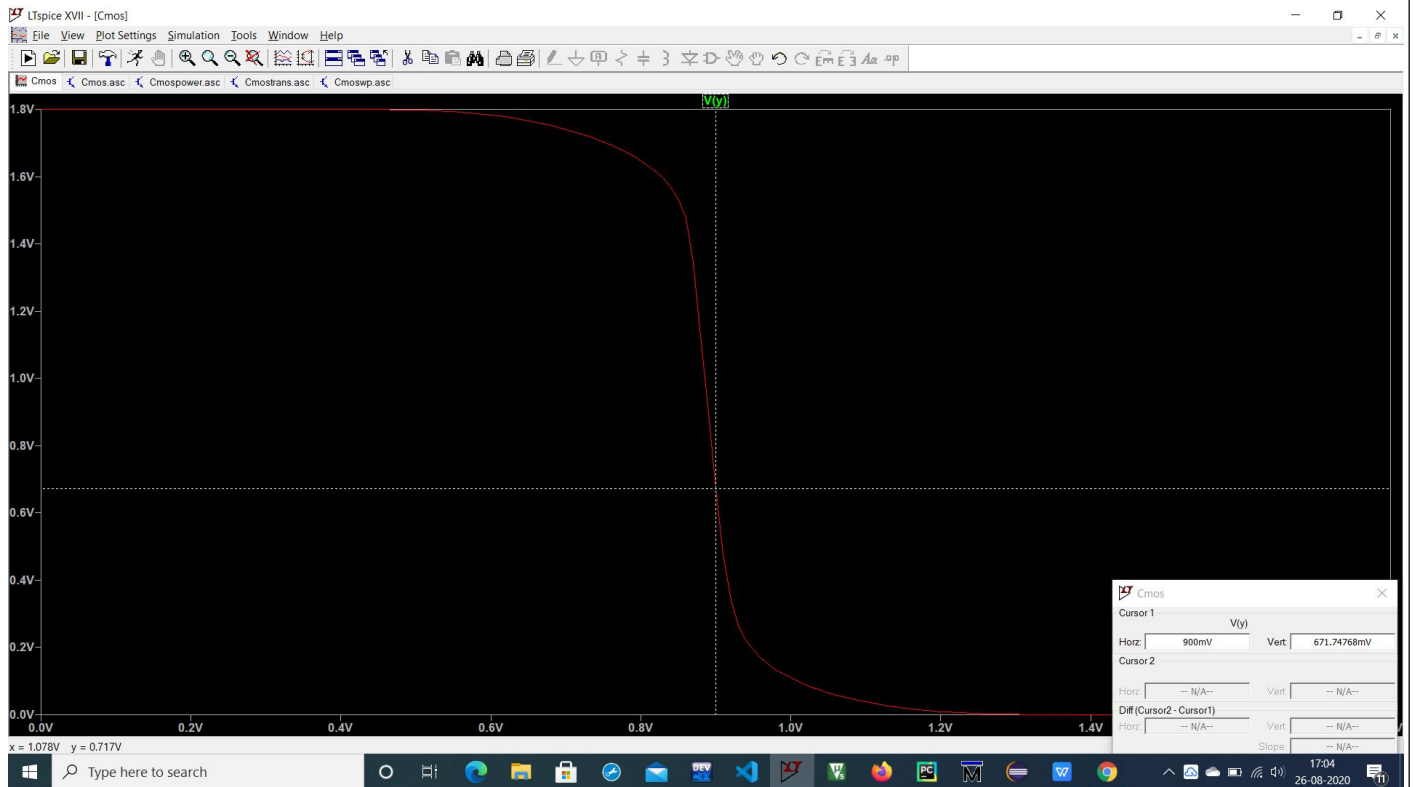 LTspice XVII - [Cmos]
File View Plot Settings Simulation Tools Window Help
Cmos Cmos.asc Cmospower.asc Cmostrans.asc Cmoswp.asc
V(y)
1.8V
1.6V
1.4V
1.2V
1.0V
0.8V
0.6V
0.4V
0.2V
0.0V
0.0V 0.2V 0.4V 0.6V 0.8V 1.0V 1.2V 1.4V
Cmos
Cursor 1
V(y)
Horz: 900mV Vert: 671.74768mV
Cursor 2
Horz: -- N/A-- Vert: -- N/A--
Diff (Cursor2 - Cursor1)
Horz: -- N/A-- Vert: -- N/A--
Slope: -- N/A--
x = 1.078V y = 0.717V
Type here to search
17:04
26-08-2020